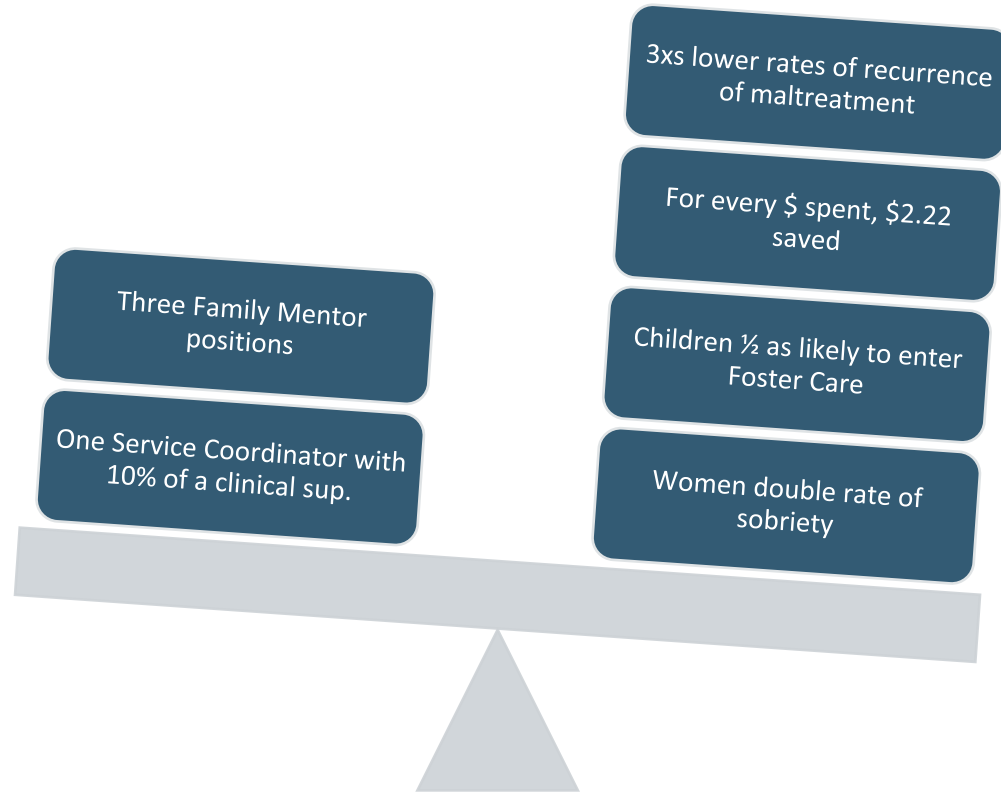 Three Family Mentor
positions
One Service Coordinator with
10% of a clinical sup.
3xs lower rates of recurrence
of maltreatment
For every $ spent, $2.22
saved
Children ½ as likely to enter
Foster Care
Women double rate of
sobriety